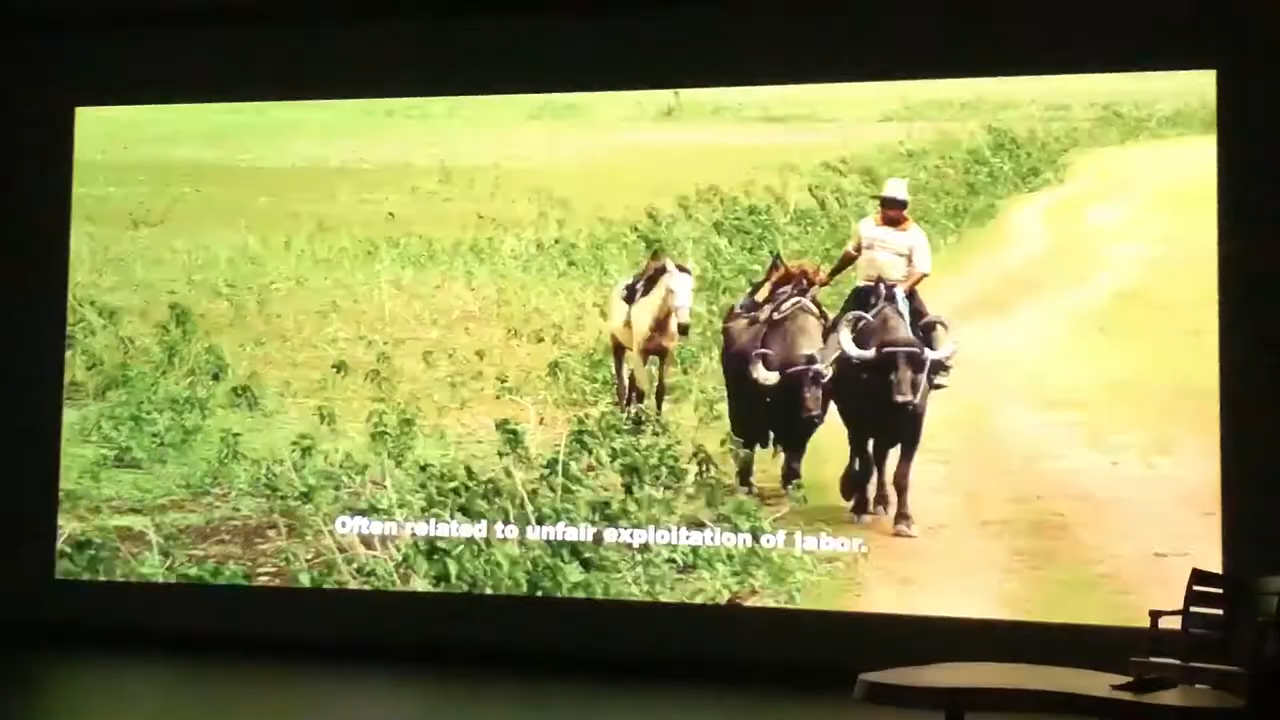 Often related to unfair exploitation of labor.